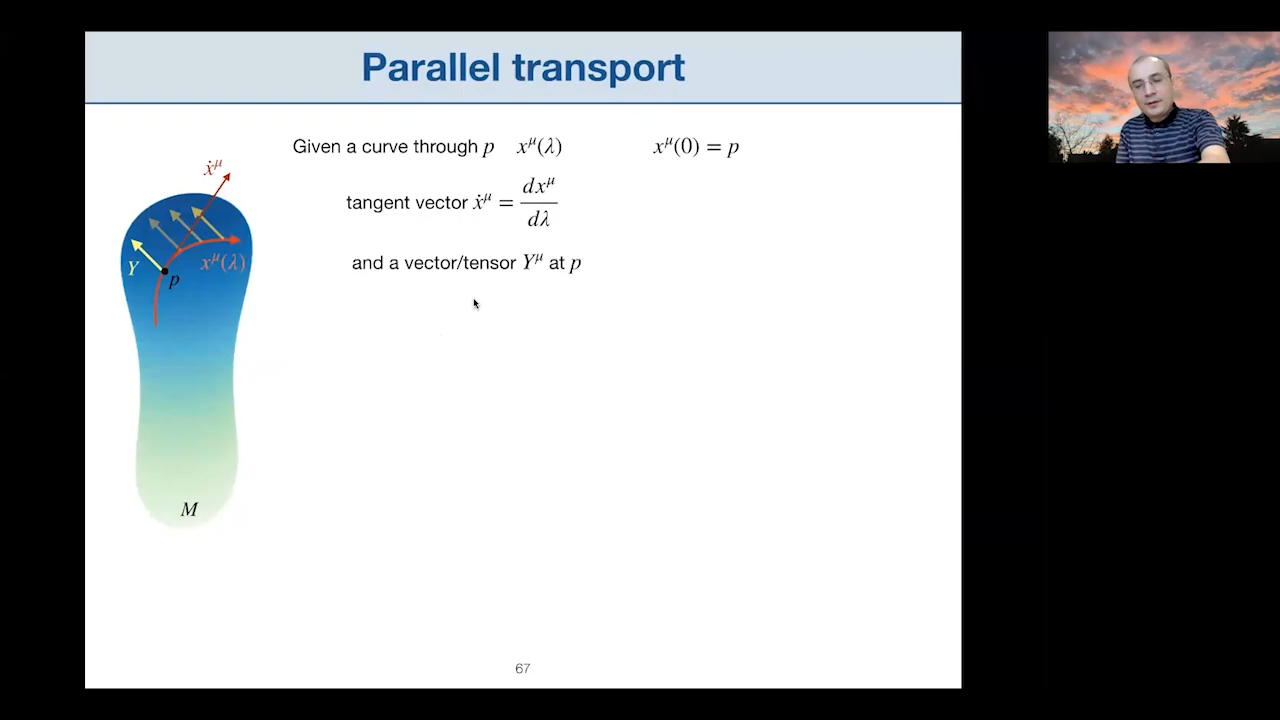 Parallel transport
Given a curve through p x^μ(λ) x^μ(0) = p
tangent vector ẋ^μ = dx^μ/dλ
and a vector/tensor Y^μ at p
ẋ^μ
Y
x^μ(λ)
p
M
67